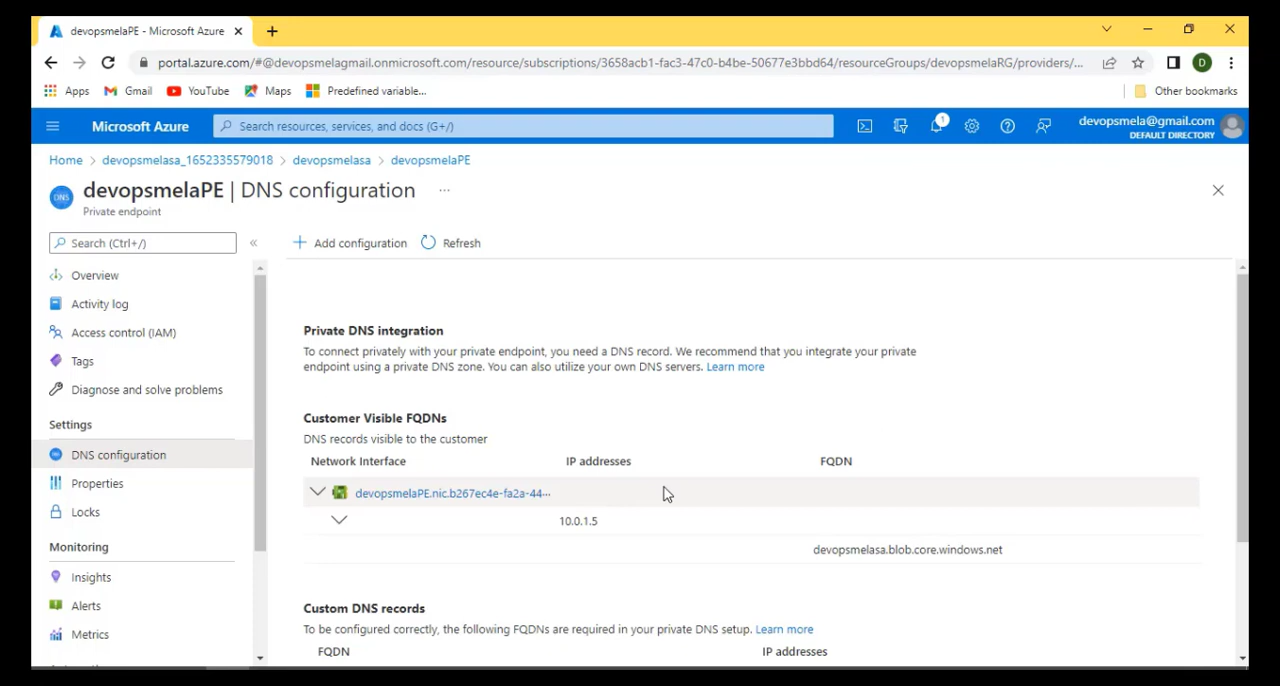 devopsmelaPE - Microsoft Azure
portal.azure.com/#@devopsmelagmail.onmicrosoft.com/resource/subscriptions/3658acb1-fac3-47c0-b4be-50677e3bbd64/resourceGroups/devopsmelaRG/providers/...
D
Apps Gmail YouTube Maps Predefined variable... Other bookmarks
Microsoft Azure
Search resources, services, and docs (G+/)
1
devopsmela@gmail.com
DEFAULT DIRECTORY
Home > devopsmelasa_1652335579018 > devopsmelasa > devopsmelaPE
DNS
devopsmelaPE | DNS configuration ...
Private endpoint
Search (Ctrl+/)
«
Add configuration Refresh
Overview
Activity log
Access control (IAM)
Tags
Diagnose and solve problems
Settings
DNS configuration
Properties
Locks
Monitoring
Insights
Alerts
Metrics
Private DNS integration
To connect privately with your private endpoint, you need a DNS record. We recommend that you integrate your private
endpoint using a private DNS zone. You can also utilize your own DNS servers. Learn more
Customer Visible FQDNs
DNS records visible to the customer
Network Interface IP addresses FQDN
devopsmelaPE.nic.b267ec4e-fa2a-44...
10.0.1.5
devopsmelasa.blob.core.windows.net
Custom DNS records
To be configured correctly, the following FQDNs are required in your private DNS setup. Learn more
FQDN IP addresses